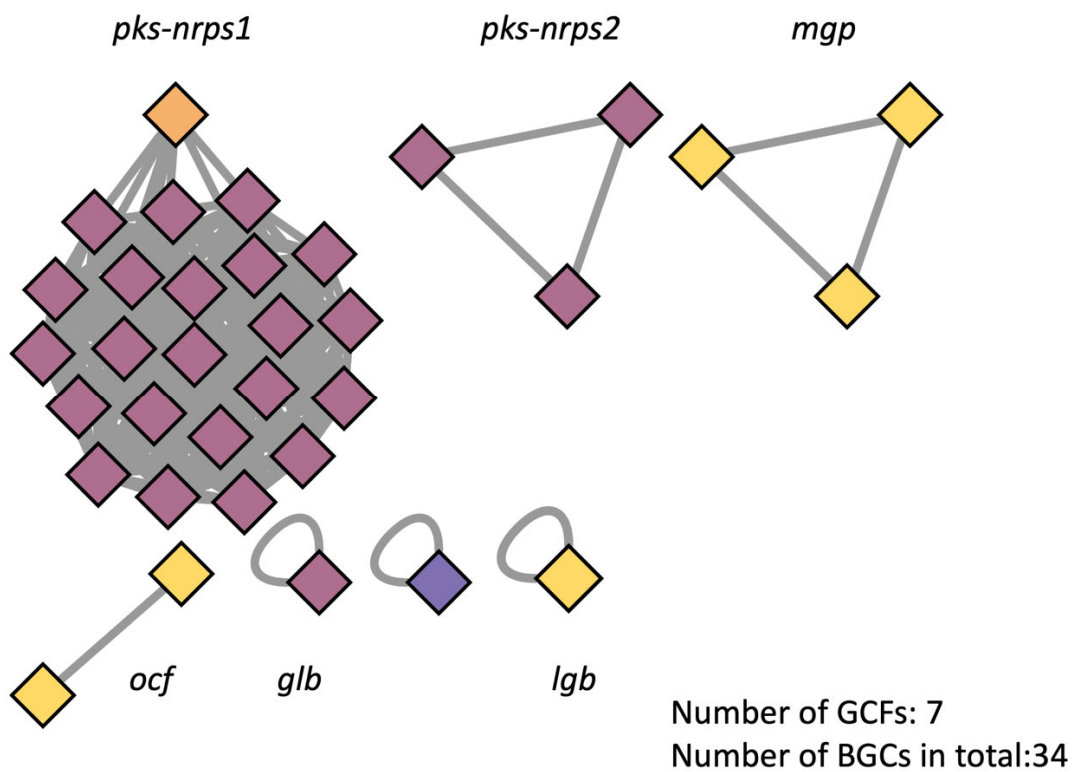 pks-nrps1
pks-nrps2
mgp
ocf
glb
lgb
Number of GCFs: 7
Number of BGCs in total:34